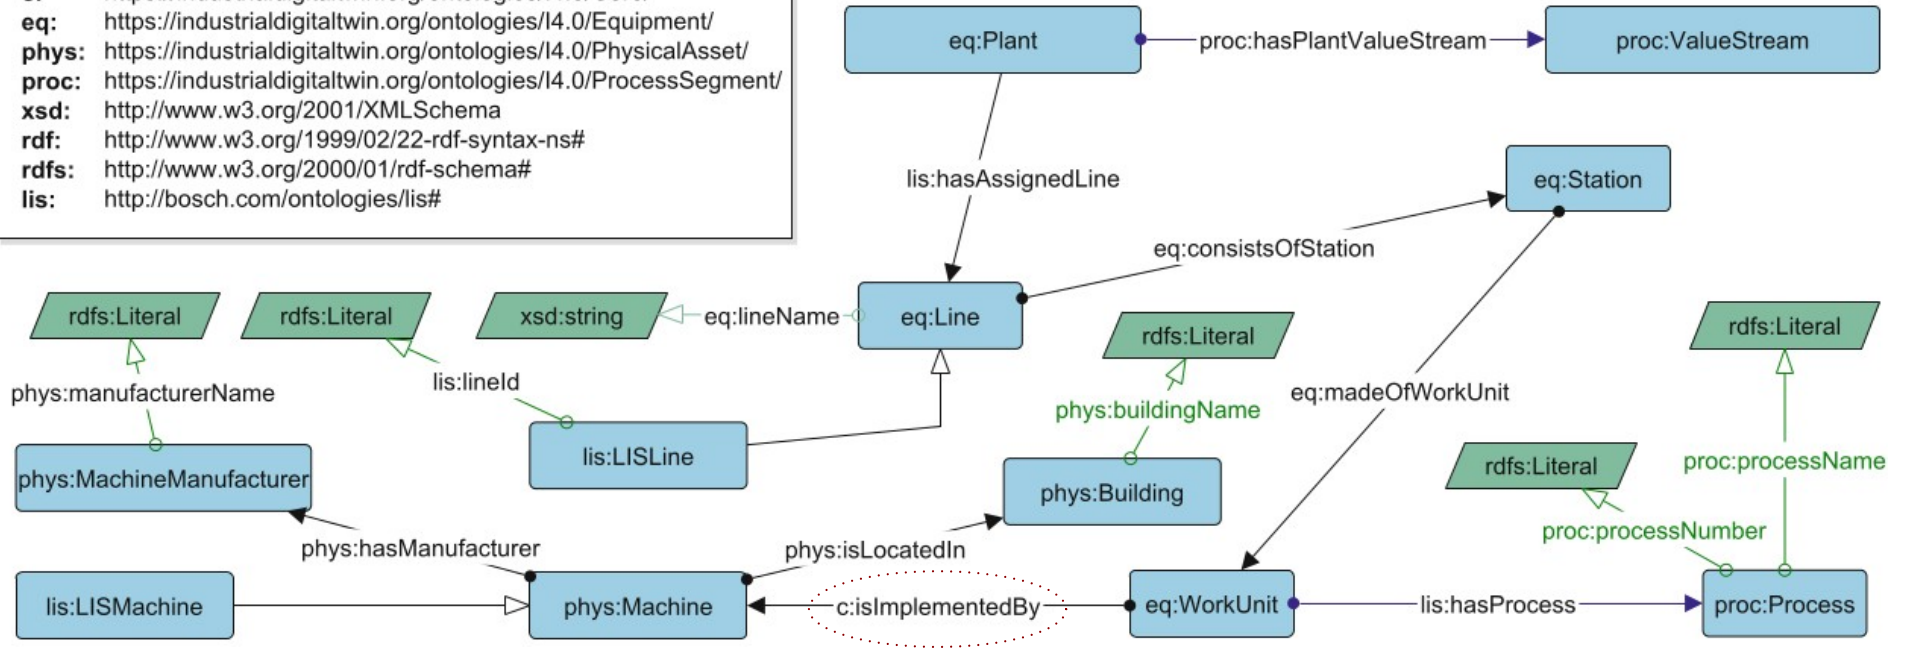 eq: https://industrialdigitaltwin.org/ontologies/I4.0/Equipment/
phys: https://industrialdigitaltwin.org/ontologies/I4.0/PhysicalAsset/
proc: https://industrialdigitaltwin.org/ontologies/I4.0/ProcessSegment/
xsd: http://www.w3.org/2001/XMLSchema
rdf: http://www.w3.org/1999/02/22-rdf-syntax-ns#
rdfs: http://www.w3.org/2000/01/rdf-schema#
lis: http://bosch.com/ontologies/lis#
eq:Plant
proc:hasPlantValueStream
proc:ValueStream
lis:hasAssignedLine
eq:Station
eq:consistsOfStation
rdfs:Literal
rdfs:Literal
xsd:string
eq:lineName
eq:Line
rdfs:Literal
rdfs:Literal
phys:manufacturerName
lis:lineId
phys:buildingName
eq:madeOfWorkUnit
phys:MachineManufacturer
lis:LISLine
phys:Building
rdfs:Literal
proc:processName
phys:hasManufacturer
phys:isLocatedIn
proc:processNumber
lis:LISMachine
phys:Machine
c:isImplementedBy
eq:WorkUnit
lis:hasProcess
proc:Process